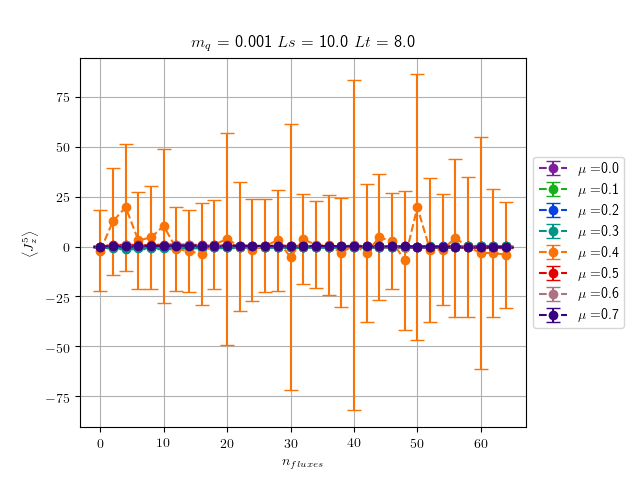 m_q = 0.001 Ls = 10.0 Lt = 8.0
75
50
25
0
−25
−50
−75
⟨J_z^5⟩
0 10 20 30 40 50 60
n_fluxes
μ =0.0
μ =0.1
μ =0.2
μ =0.3
μ =0.4
μ =0.5
μ =0.6
μ =0.7